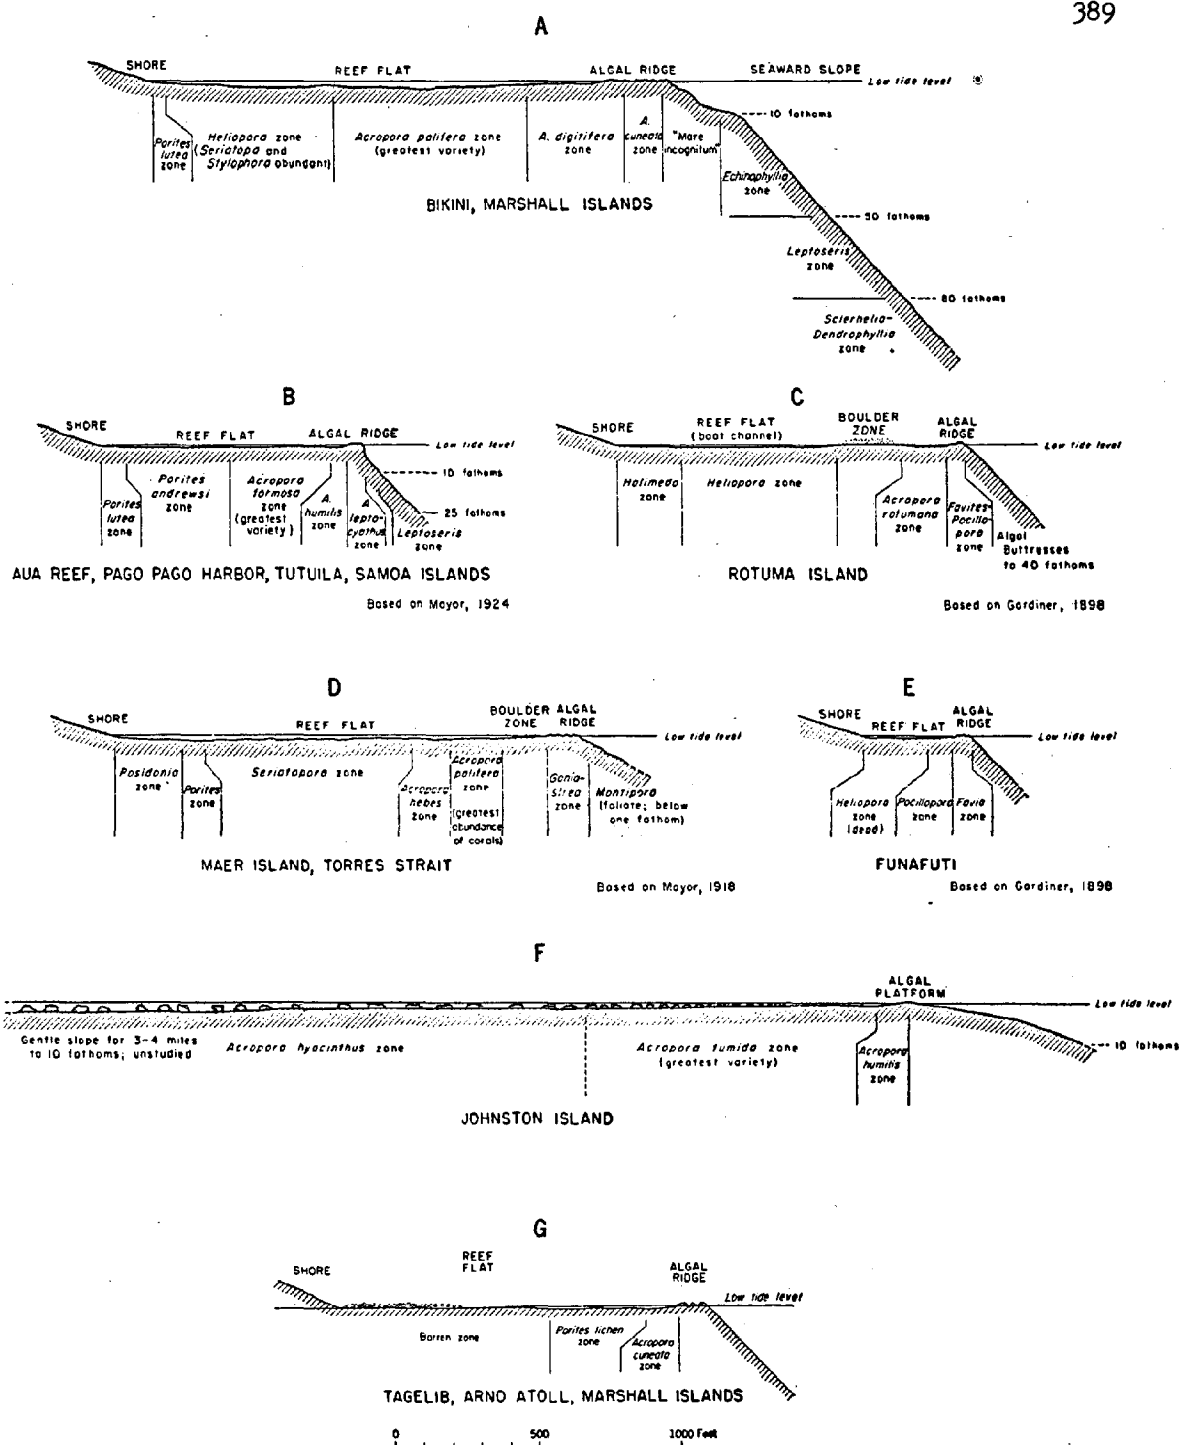 389
A
SHORE
REEF FLAT
ALGAL RIDGE
SEAWARD SLOPE
Low tide level
10 fathoms
Porites
lutea
zone
Heliopora zone
(Seriatopa and
Stylophora abundant)
Acropora palifera zone
(greatest variety)
A. digitifera
zone
A.
cuneata
zone
"Mare
incognitum"
Echinophyllia
zone
50 fathoms
Leptoseris
zone
80 fathoms
Sclerhelia-
Dendrophyllia
zone
BIKINI, MARSHALL ISLANDS
B
SHORE
REEF FLAT
ALGAL RIDGE
Low tide level
10 fathoms
25 fathoms
Porites
lutea
zone
Porites
andrewsi
zone
Acropora
formosa
zone
(greatest
variety)
A.
humilis
zone
A.
lepto-
cyathus
zone
Leptoseris
zone
AUA REEF, PAGO PAGO HARBOR, TUTUILA, SAMOA ISLANDS
Based on Mayor, 1924
C
SHORE
REEF FLAT
(boat channel)
BOULDER
ZONE
ALGAL
RIDGE
Low tide level
Halimeda
zone
Heliopora zone
Acropora
rotumana
zone
Favites-
Pocillo-
pora
zone
Algal
Buttresses
to 40 fathoms
ROTUMA ISLAND
Based on Gardiner, 1898
D
SHORE
REEF FLAT
BOULDER
ZONE
ALGAL
RIDGE
Low tide level
Posidonia
zone
Porites
zone
Seriatopora zone
Acropora
hebes
zone
Acropora
palifera
zone
(greatest
abundance
of corals)
Gonia-
strea
zone
Montipora
(foliate; below
one fathom)
MAER ISLAND, TORRES STRAIT
Based on Mayor, 1918
E
SHORE
REEF FLAT
ALGAL
RIDGE
Low tide level
Heliopora
zone
(dead)
Pocillopora
zone
Favia
zone
FUNAFUTI
Based on Gardiner, 1898
F
ALGAL
PLATFORM
Low tide level
Gentle slope for 3-4 miles
to 10 fathoms; unstudied
Acropora hyacinthus zone
Acropora tumida zone
(greatest variety)
Acropora
humilis
zone
10 fathoms
JOHNSTON ISLAND
G
SHORE
REEF
FLAT
ALGAL
RIDGE
Low tide level
Barren zone
Porites lichen
zone
Acropora
cuneata
zone
TAGELIB, ARNO ATOLL, MARSHALL ISLANDS
0 500 1000 Feet